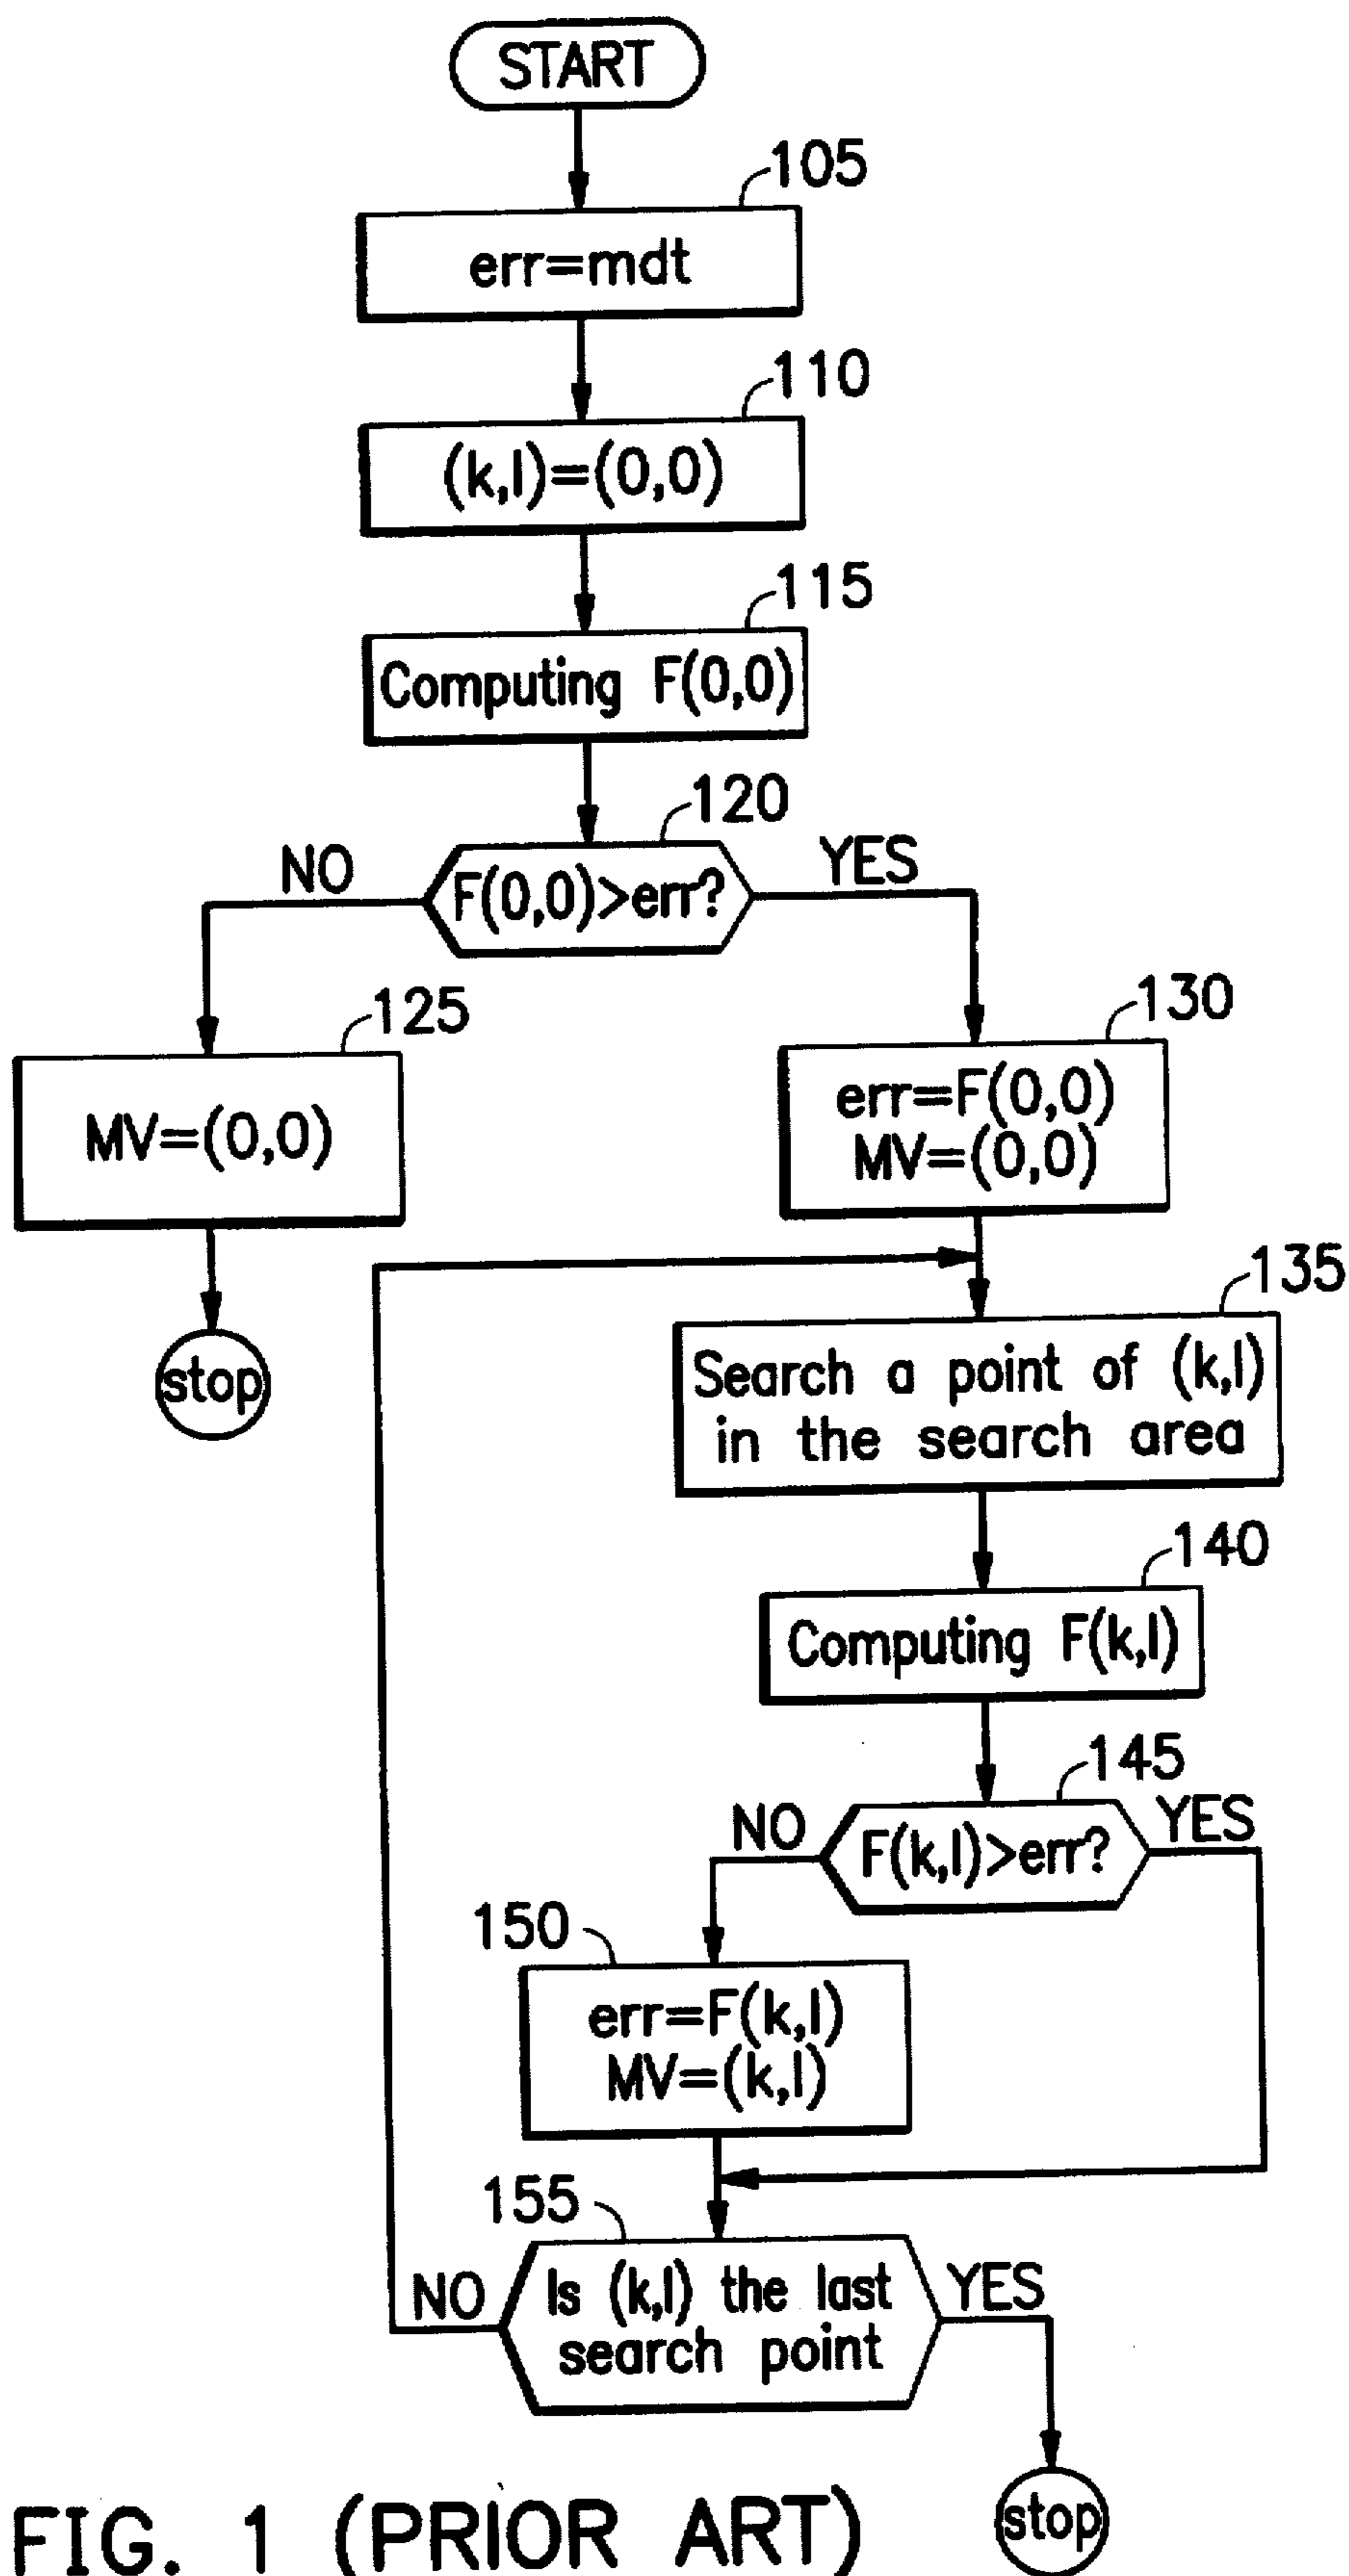 START
105
err=mdt
110
(k,l)=(0,0)
115
Computing F(0,0)
120
NO
F(0,0)>err?
YES
125
MV=(0,0)
stop
130
err=F(0,0)
MV=(0,0)
135
Search a point of (k,l)
in the search area
140
Computing F(k,l)
145
NO
F(k,l)>err?
YES
150
err=F(k,l)
MV=(k,l)
155
NO
Is (k,l) the last
search point
YES
stop
FIG. 1 (PRIOR ART)